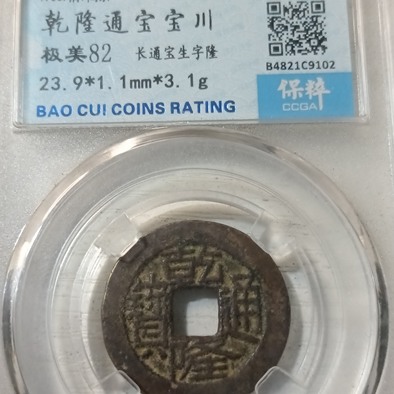 乾隆通宝宝川
极美82 长通宝生字隆
23.9*1.1mm*3.1g
BAO CUI COINS RATING
B4821C9102
保粹
CCGA
乾隆通寳